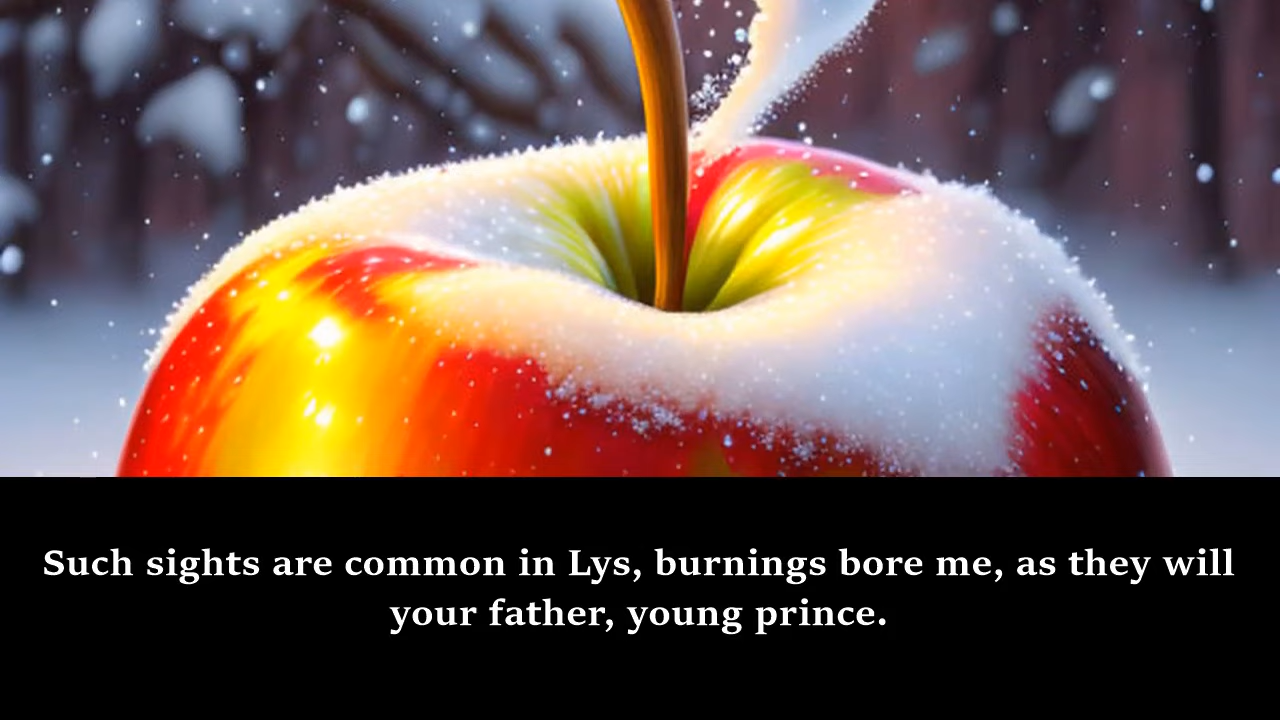 Such sights are common in Lys, burnings bore me, as they will
your father, young prince.